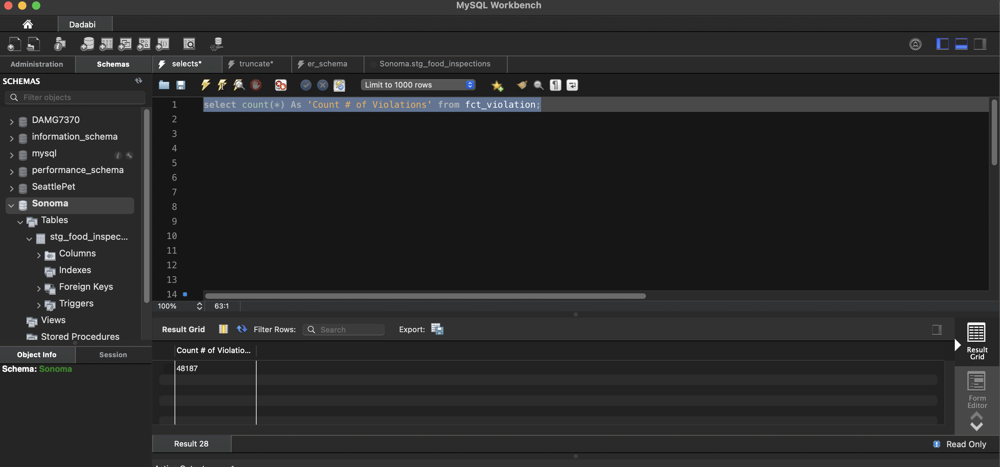 MySQL Workbench
Dadabi
Administration
Schemas
SCHEMAS
Filter objects
DAMG7370
information_schema
mysql
performance_schema
SeattlePet
Sonoma
Tables
stg_food_inspec...
Columns
Indexes
Foreign Keys
Triggers
Views
Stored Procedures
Object Info
Session
Schema: Sonoma
selects*
truncate*
er_schema
Sonoma.stg_food_inspections
Limit to 1000 rows
1 select count(*) As 'Count # of Violations' from fct_violation;
2
3
4
5
6
7
8
9
10
11
12
13
14
100%
63:1
Result Grid
Filter Rows:
Search
Export:
Count # of Violatio...
48187
Result
Grid
Form
Editor
Result 28
Read Only